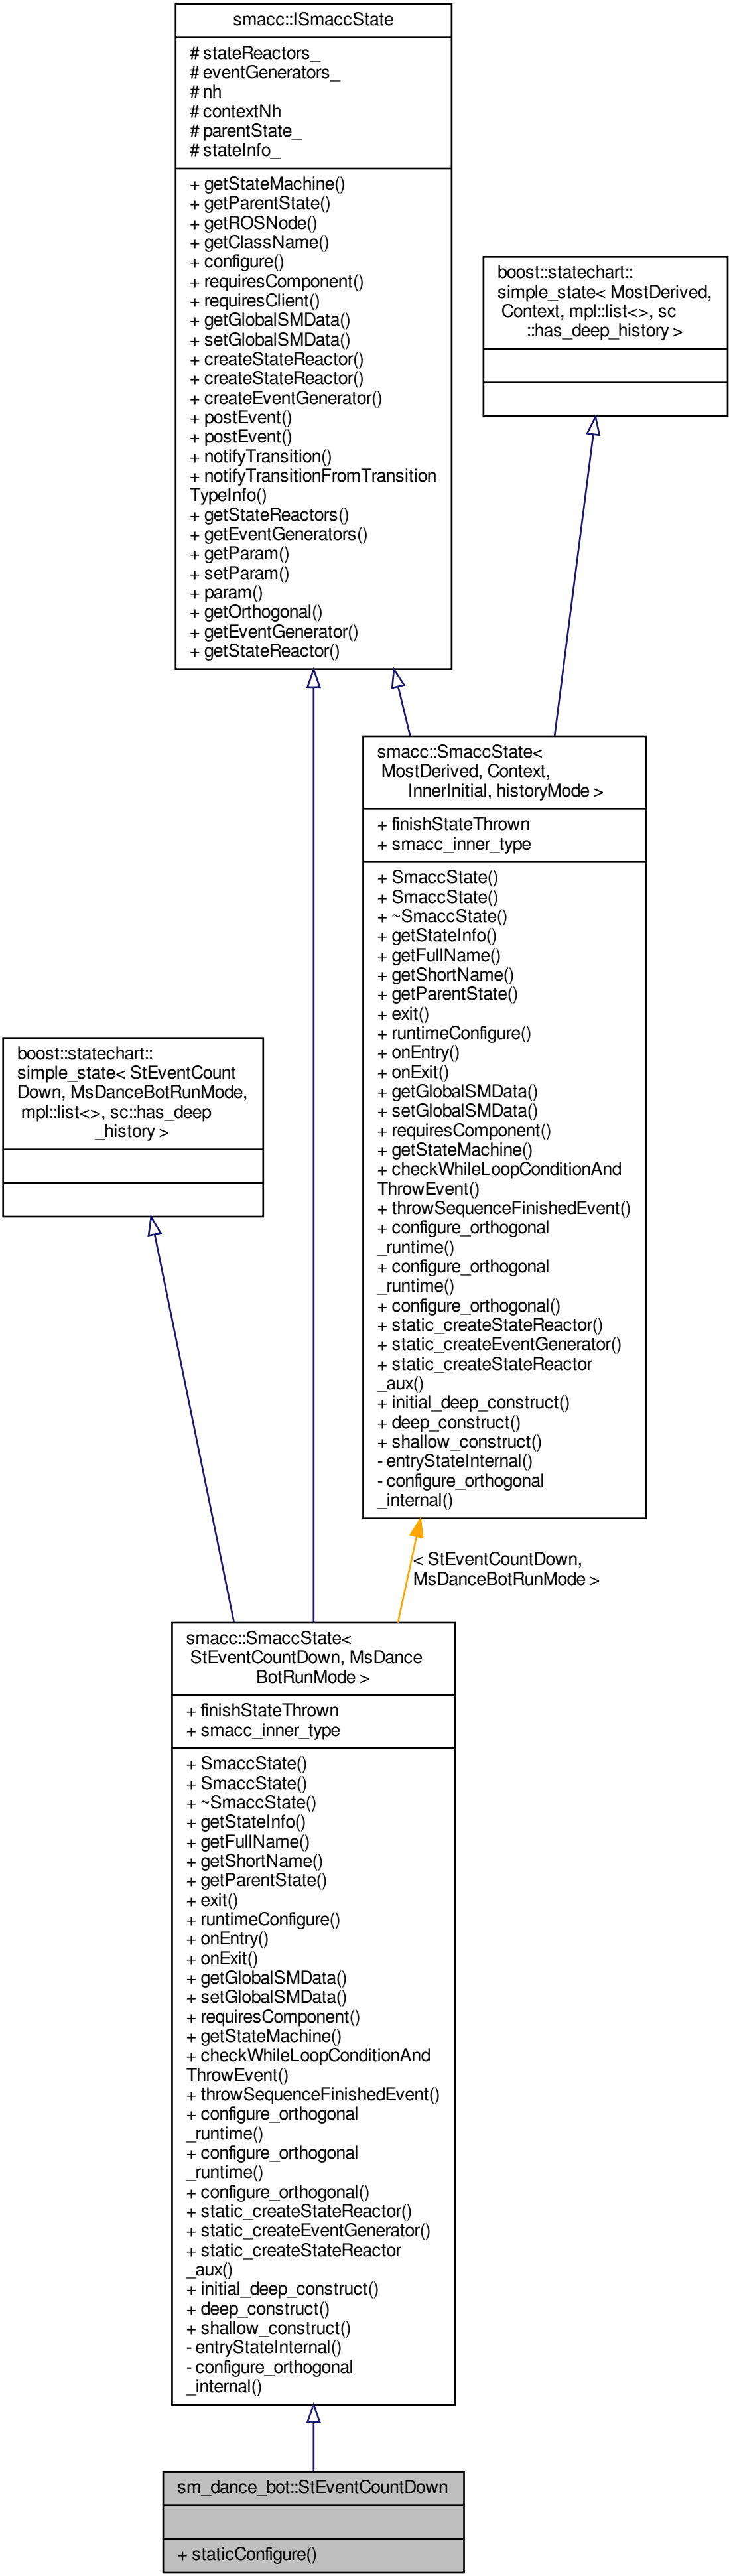 smacc::ISmaccState
# stateReactors_
# eventGenerators_
# nh
# contextNh
# parentState_
# stateInfo_
+ getStateMachine()
+ getParentState()
+ getROSNode()
+ getClassName()
+ configure()
+ requiresComponent()
+ requiresClient()
+ getGlobalSMData()
+ setGlobalSMData()
+ createStateReactor()
+ createStateReactor()
+ createEventGenerator()
+ postEvent()
+ postEvent()
+ notifyTransition()
+ notifyTransitionFromTransition
TypeInfo()
+ getStateReactors()
+ getEventGenerators()
+ getParam()
+ setParam()
+ param()
+ getOrthogonal()
+ getEventGenerator()
+ getStateReactor()
boost::statechart::
simple_state< MostDerived,
Context, mpl::list<>, sc
::has_deep_history >
smacc::SmaccState<
MostDerived, Context,
InnerInitial, historyMode >
+ finishStateThrown
+ smacc_inner_type
+ SmaccState()
+ SmaccState()
+ ~SmaccState()
+ getStateInfo()
+ getFullName()
+ getShortName()
+ getParentState()
+ exit()
+ runtimeConfigure()
+ onEntry()
+ onExit()
+ getGlobalSMData()
+ setGlobalSMData()
+ requiresComponent()
+ getStateMachine()
+ checkWhileLoopConditionAnd
ThrowEvent()
+ throwSequenceFinishedEvent()
+ configure_orthogonal
_runtime()
+ configure_orthogonal
_runtime()
+ configure_orthogonal()
+ static_createStateReactor()
+ static_createEventGenerator()
+ static_createStateReactor
_aux()
+ initial_deep_construct()
+ deep_construct()
+ shallow_construct()
- entryStateInternal()
- configure_orthogonal
_internal()
boost::statechart::
simple_state< StEventCount
Down, MsDanceBotRunMode,
mpl::list<>, sc::has_deep
_history >
< StEventCountDown,
MsDanceBotRunMode >
smacc::SmaccState<
StEventCountDown, MsDance
BotRunMode >
+ finishStateThrown
+ smacc_inner_type
+ SmaccState()
+ SmaccState()
+ ~SmaccState()
+ getStateInfo()
+ getFullName()
+ getShortName()
+ getParentState()
+ exit()
+ runtimeConfigure()
+ onEntry()
+ onExit()
+ getGlobalSMData()
+ setGlobalSMData()
+ requiresComponent()
+ getStateMachine()
+ checkWhileLoopConditionAnd
ThrowEvent()
+ throwSequenceFinishedEvent()
+ configure_orthogonal
_runtime()
+ configure_orthogonal
_runtime()
+ configure_orthogonal()
+ static_createStateReactor()
+ static_createEventGenerator()
+ static_createStateReactor
_aux()
+ initial_deep_construct()
+ deep_construct()
+ shallow_construct()
- entryStateInternal()
- configure_orthogonal
_internal()
sm_dance_bot::StEventCountDown
+ staticConfigure()